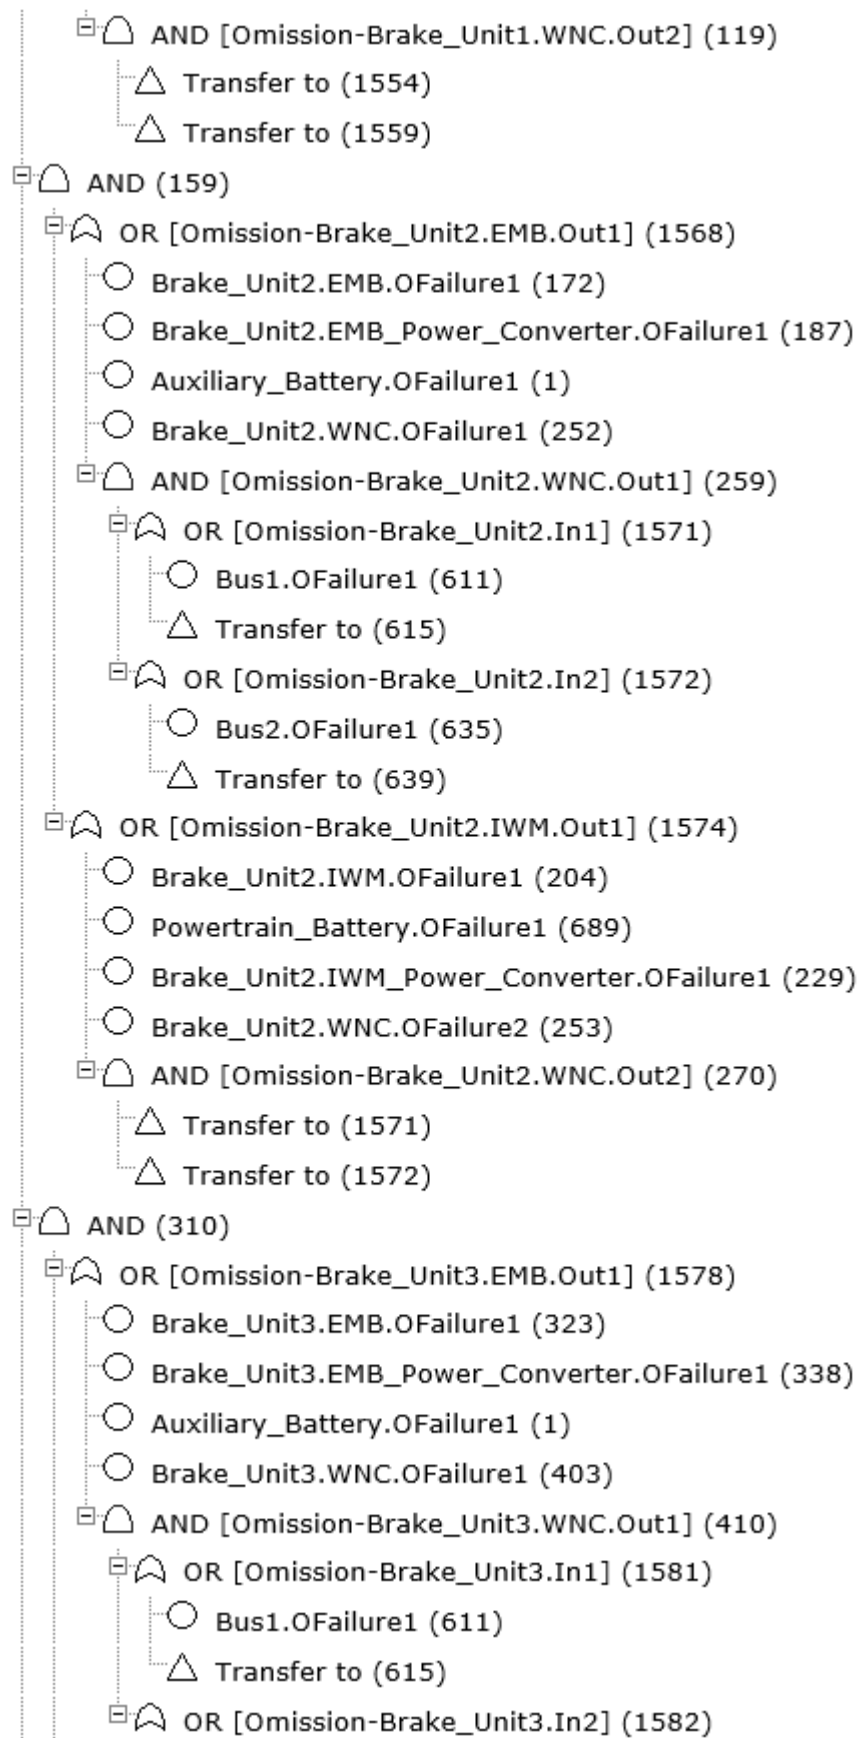 AND [Omission-Brake_Unit1.WNC.Out2] (119)
Transfer to (1554)
Transfer to (1559)
AND (159)
OR [Omission-Brake_Unit2.EMB.Out1] (1568)
Brake_Unit2.EMB.OFailure1 (172)
Brake_Unit2.EMB_Power_Converter.OFailure1 (187)
Auxiliary_Battery.OFailure1 (1)
Brake_Unit2.WNC.OFailure1 (252)
AND [Omission-Brake_Unit2.WNC.Out1] (259)
OR [Omission-Brake_Unit2.In1] (1571)
Bus1.OFailure1 (611)
Transfer to (615)
OR [Omission-Brake_Unit2.In2] (1572)
Bus2.OFailure1 (635)
Transfer to (639)
OR [Omission-Brake_Unit2.IWM.Out1] (1574)
Brake_Unit2.IWM.OFailure1 (204)
Powertrain_Battery.OFailure1 (689)
Brake_Unit2.IWM_Power_Converter.OFailure1 (229)
Brake_Unit2.WNC.OFailure2 (253)
AND [Omission-Brake_Unit2.WNC.Out2] (270)
Transfer to (1571)
Transfer to (1572)
AND (310)
OR [Omission-Brake_Unit3.EMB.Out1] (1578)
Brake_Unit3.EMB.OFailure1 (323)
Brake_Unit3.EMB_Power_Converter.OFailure1 (338)
Auxiliary_Battery.OFailure1 (1)
Brake_Unit3.WNC.OFailure1 (403)
AND [Omission-Brake_Unit3.WNC.Out1] (410)
OR [Omission-Brake_Unit3.In1] (1581)
Bus1.OFailure1 (611)
Transfer to (615)
OR [Omission-Brake_Unit3.In2] (1582)